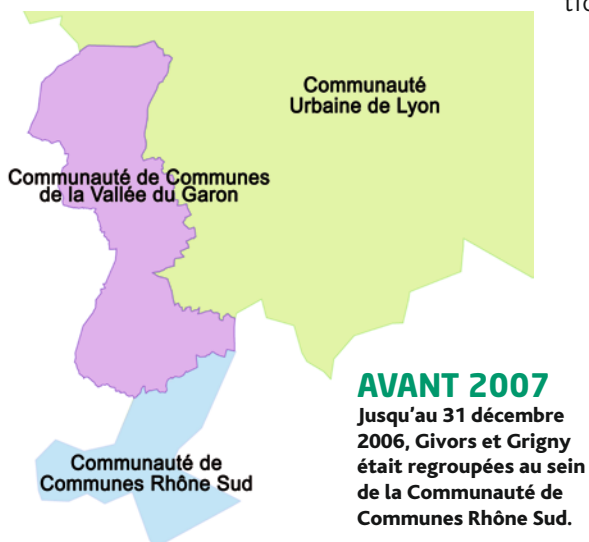 Communauté
Urbaine de Lyon
Communauté de Communes
de la Vallée du Garon
AVANT 2007
Jusqu'au 31 décembre
2006, Givors et Grigny
était regroupées au sein
de la Communauté de
Communes Rhône Sud.
Communauté de
Communes Rhône Sud